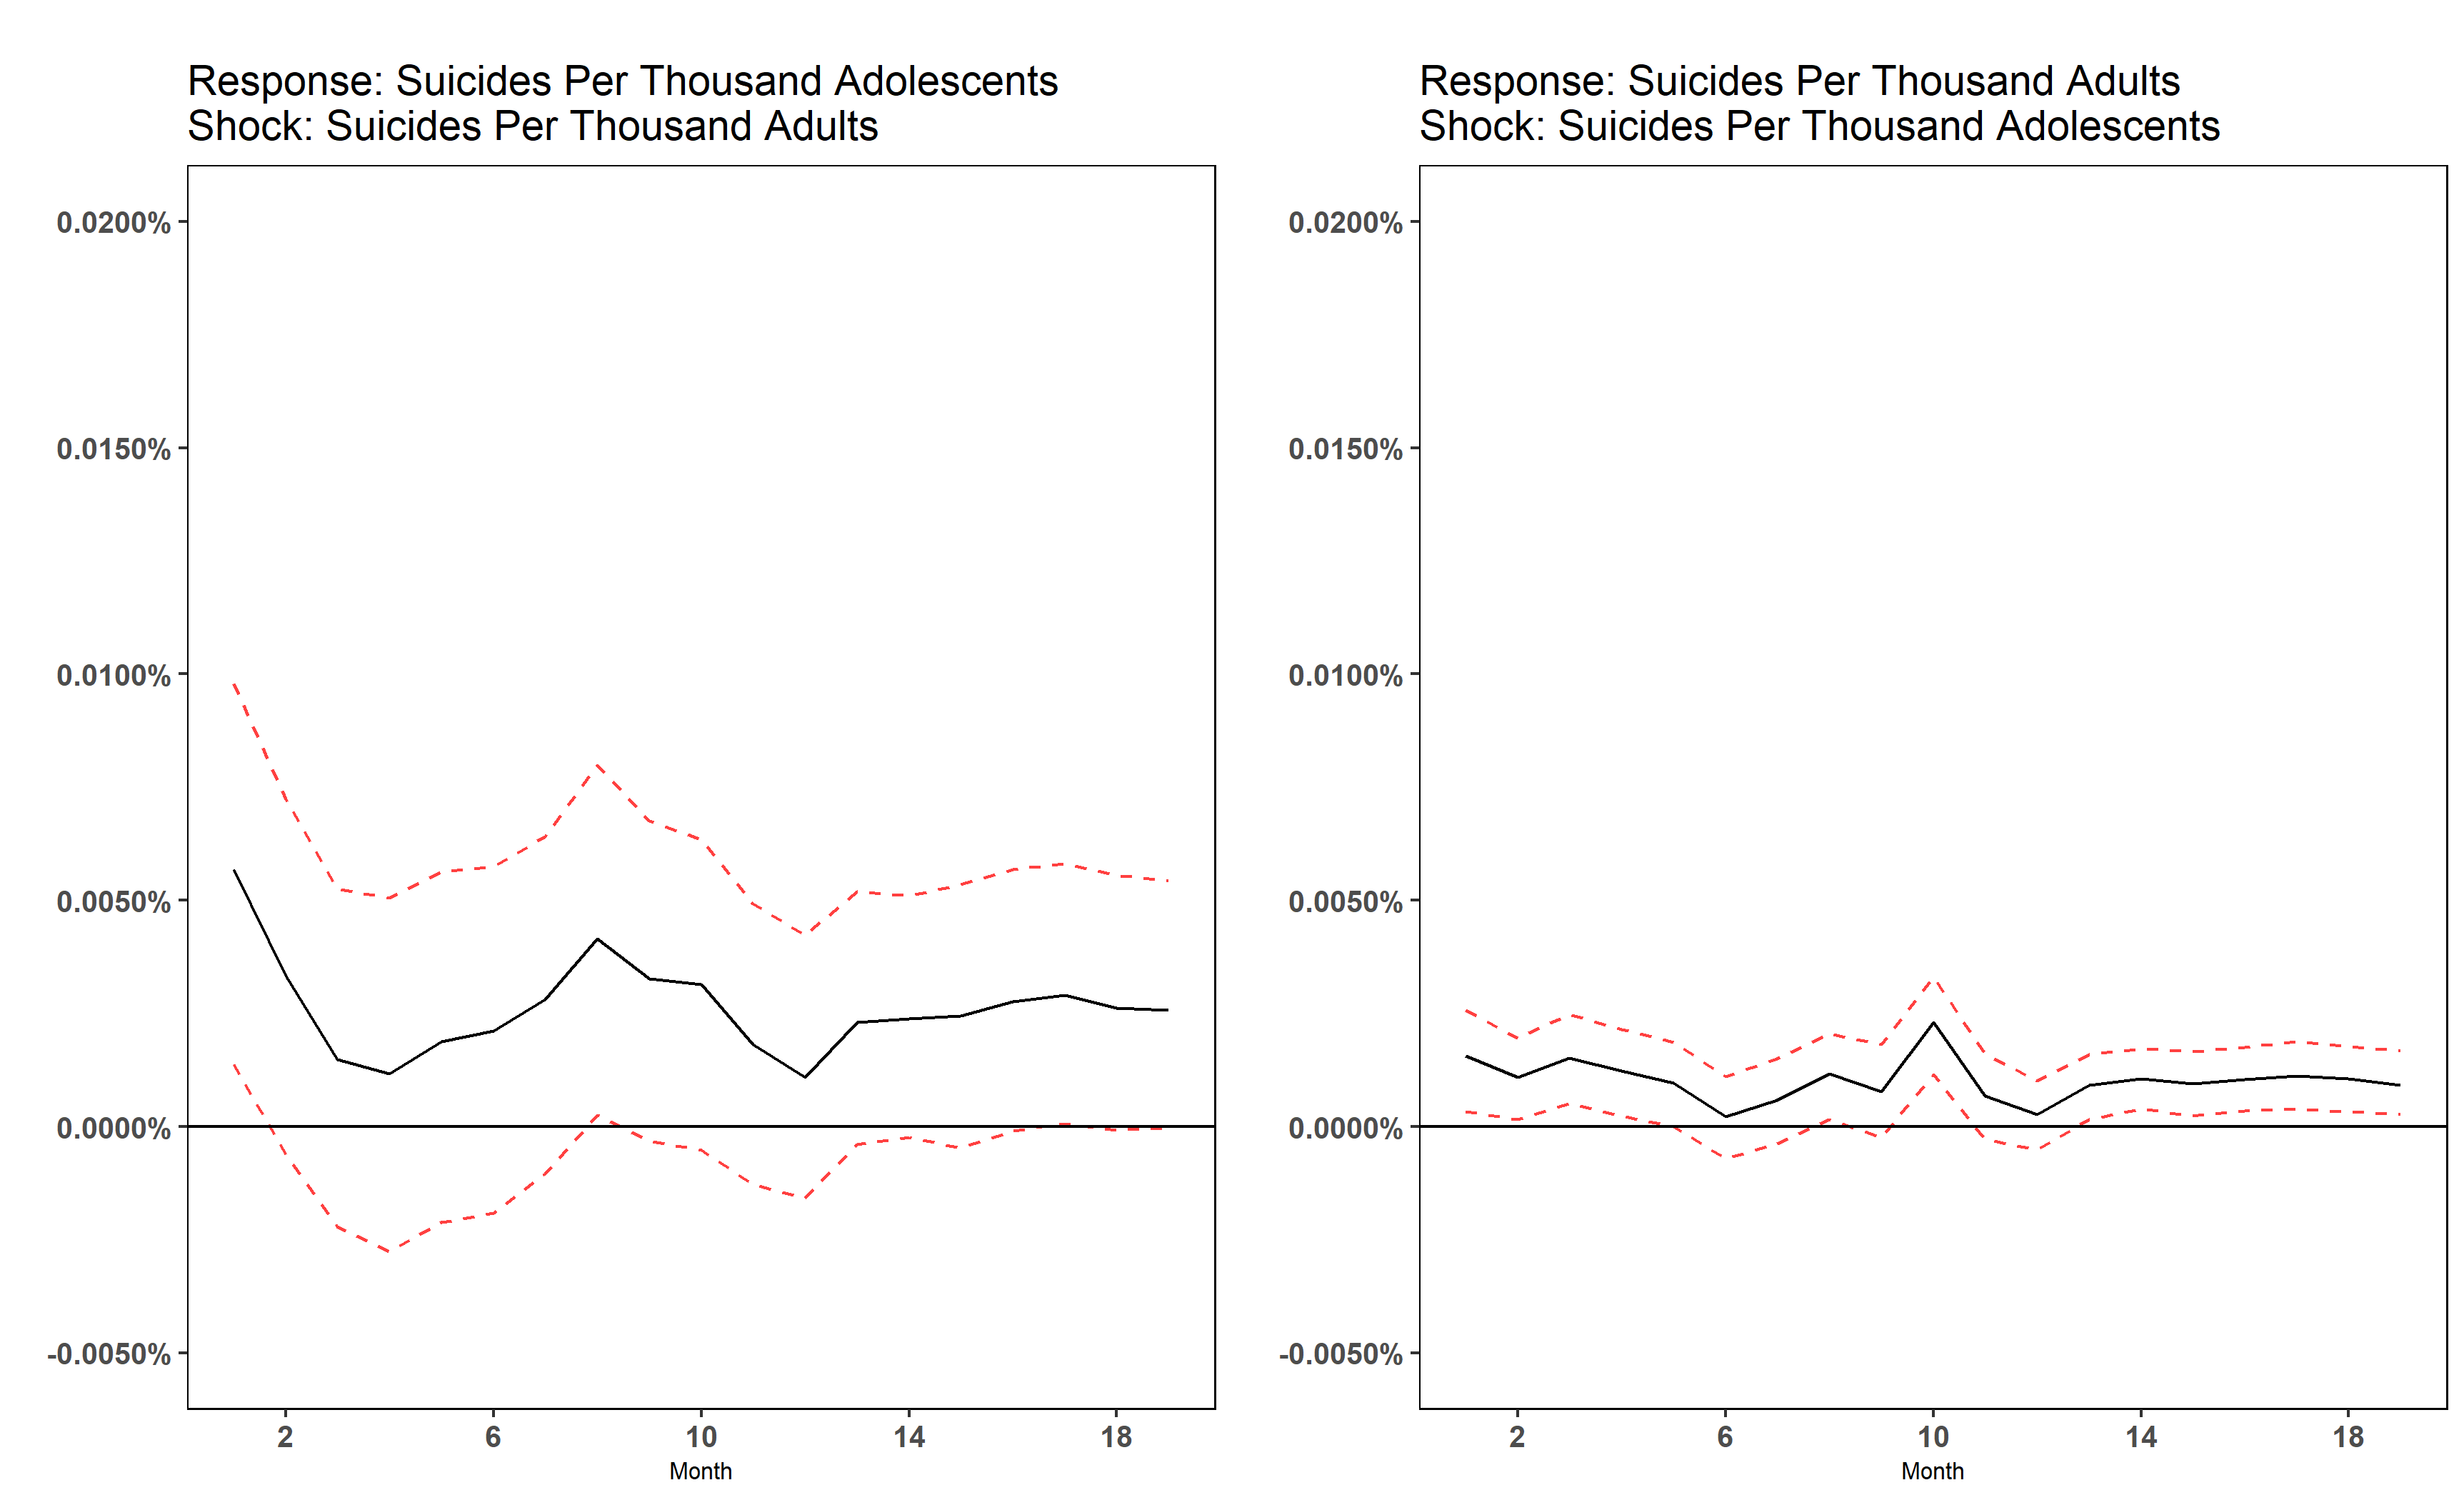 Response: Suicides Per Thousand Adolescents
Shock: Suicides Per Thousand Adults
0.0200%
0.0150%
0.0100%
0.0050%
0.0000%
-0.0050%
2 6 10 14 18
Month
Response: Suicides Per Thousand Adults
Shock: Suicides Per Thousand Adolescents
0.0200%
0.0150%
0.0100%
0.0050%
0.0000%
-0.0050%
2 6 10 14 18
Month